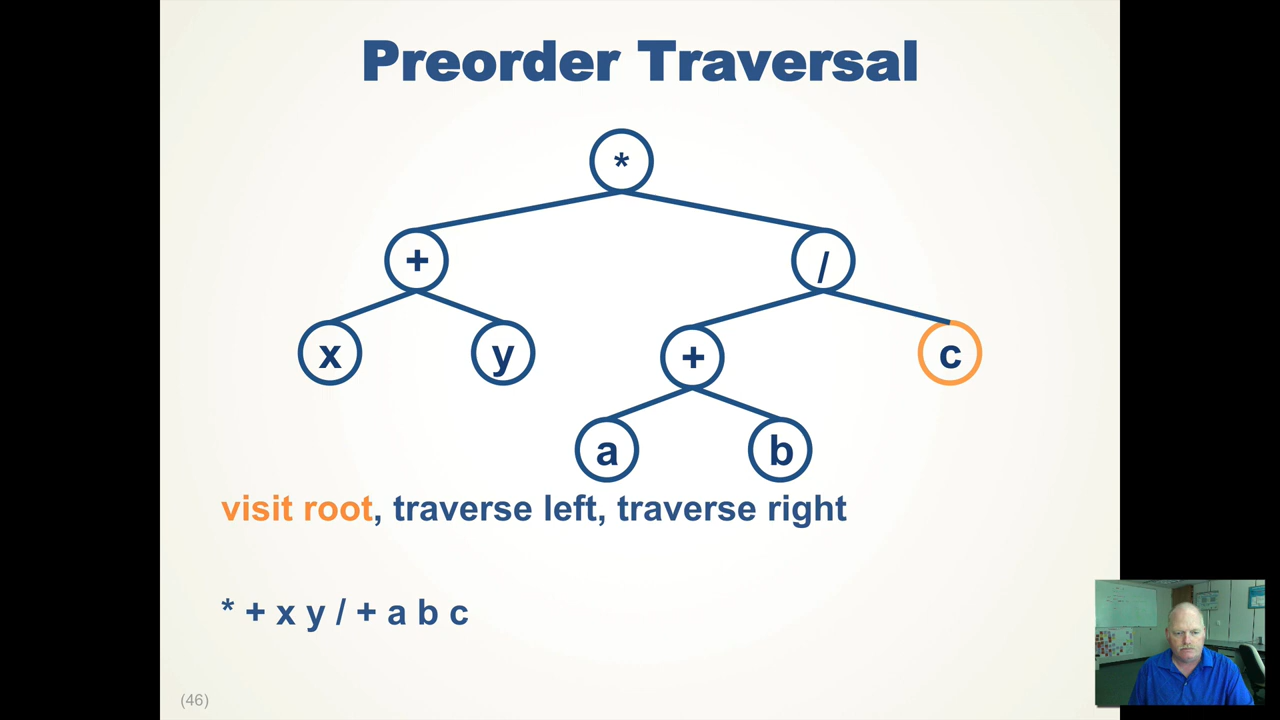 Preorder Traversal
*
+
/
x
y
+
c
a
b
visit root, traverse left, traverse right
* + x y / + a b c
(46)